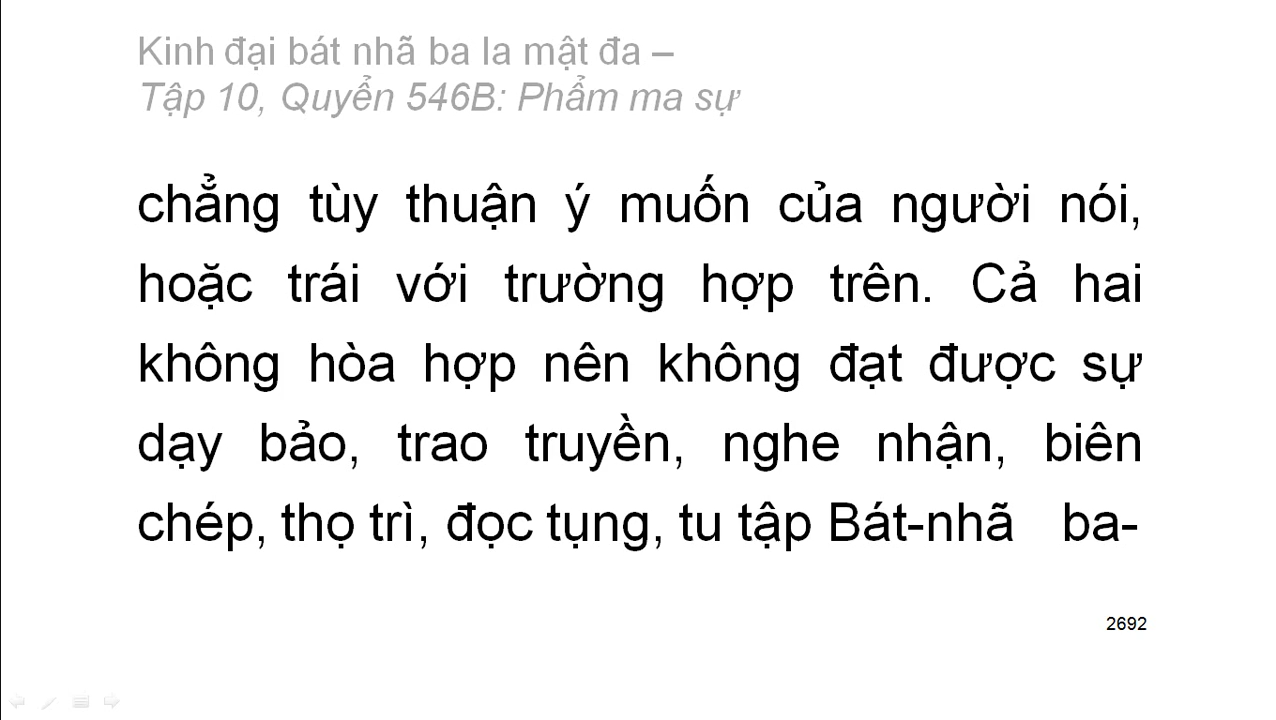 Kinh đại bát nhã ba la mật đa –
Tập 10, Quyển 546B: Phẩm ma sự
chẳng tùy thuận ý muốn của người nói,
hoặc trái với trường hợp trên. Cả hai
không hòa hợp nên không đạt được sự
dạy bảo, trao truyền, nghe nhận, biên
chép, thọ trì, đọc tụng, tu tập Bát-nhã ba-
2692